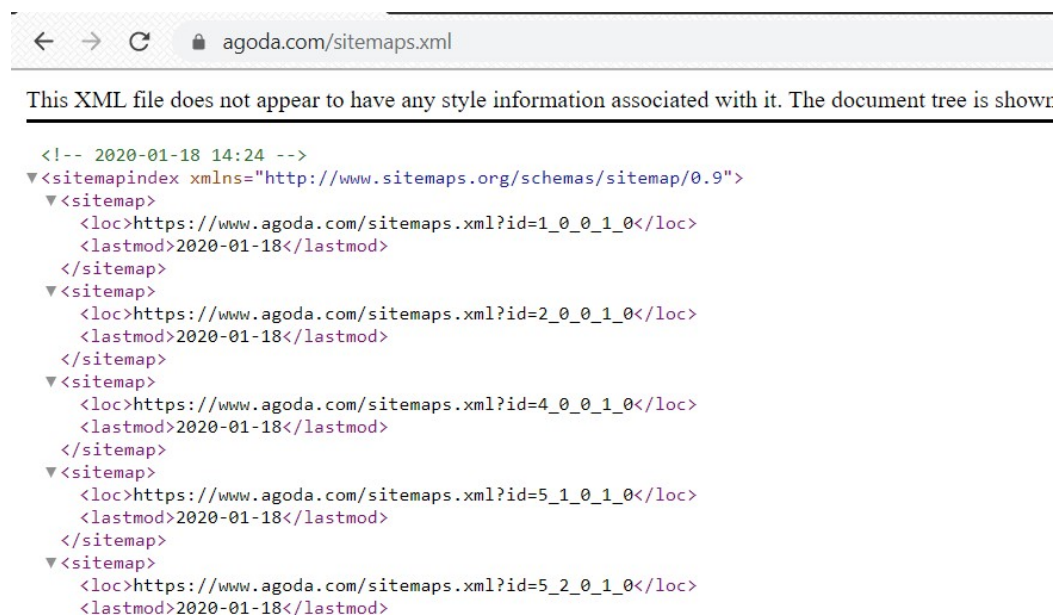 agoda.com/sitemaps.xml
This XML file does not appear to have any style information associated with it. The document tree is shown
<!-- 2020-01-18 14:24 -->
▼<sitemapindex xmlns="http://www.sitemaps.org/schemas/sitemap/0.9">
▼<sitemap>
<loc>https://www.agoda.com/sitemaps.xml?id=1_0_0_1_0</loc>
<lastmod>2020-01-18</lastmod>
</sitemap>
▼<sitemap>
<loc>https://www.agoda.com/sitemaps.xml?id=2_0_0_1_0</loc>
<lastmod>2020-01-18</lastmod>
</sitemap>
▼<sitemap>
<loc>https://www.agoda.com/sitemaps.xml?id=4_0_0_1_0</loc>
<lastmod>2020-01-18</lastmod>
</sitemap>
▼<sitemap>
<loc>https://www.agoda.com/sitemaps.xml?id=5_1_0_1_0</loc>
<lastmod>2020-01-18</lastmod>
</sitemap>
▼<sitemap>
<loc>https://www.agoda.com/sitemaps.xml?id=5_2_0_1_0</loc>
<lastmod>2020-01-18</lastmod>